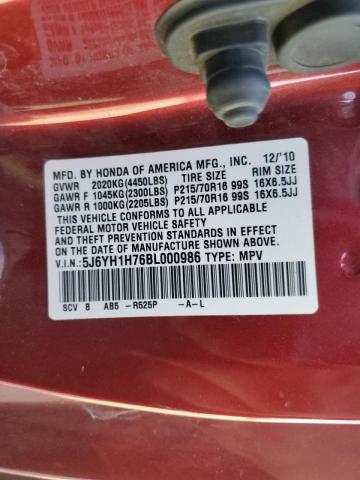 MFD. BY HONDA OF AMERICA MFG., INC. 12/'10
GVWR 2020KG(4450LBS) TIRE SIZE RIM SIZE
GAWR F 1045KG(2300LBS) P215/70R16 99S 16X6.5JJ
GAWR R 1000KG(2205LBS) P215/70R16 99S 16X6.5JJ
THIS VEHICLE CONFORMS TO ALL APPLICABLE
FEDERAL MOTOR VEHICLE SAFETY
AND THEFT PREVENTION STANDARDS IN EFFECT
ON THE DATE OF MANUFACTURE SHOWN ABOVE.
V.I.N: 5J6YH1H76BL000986 TYPE: MPV
SCV 8 AB5 -R525P -A-L